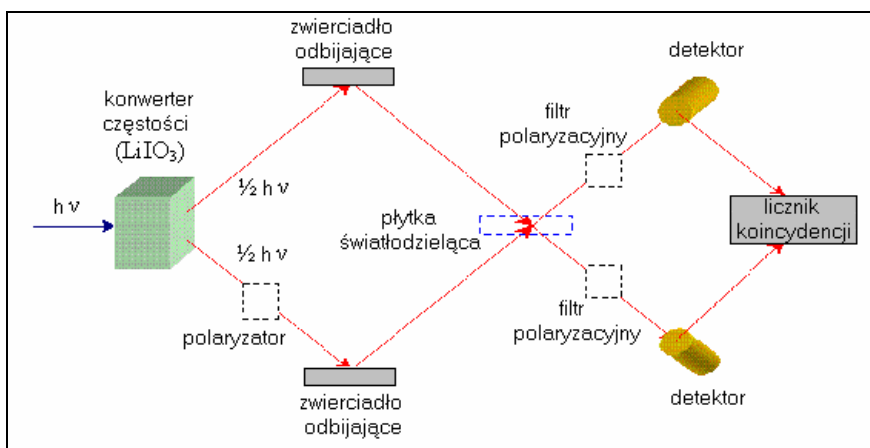 zwierciadło
odbijające
detektor
konwerter
częstości
(LiIO₃)
filtr
polaryzacyjny
h ν
½ h ν
½ h ν
płytka
światłodzieląca
licznik
koincydencji
polaryzator
filtr
polaryzacyjny
zwierciadło
odbijające
detektor